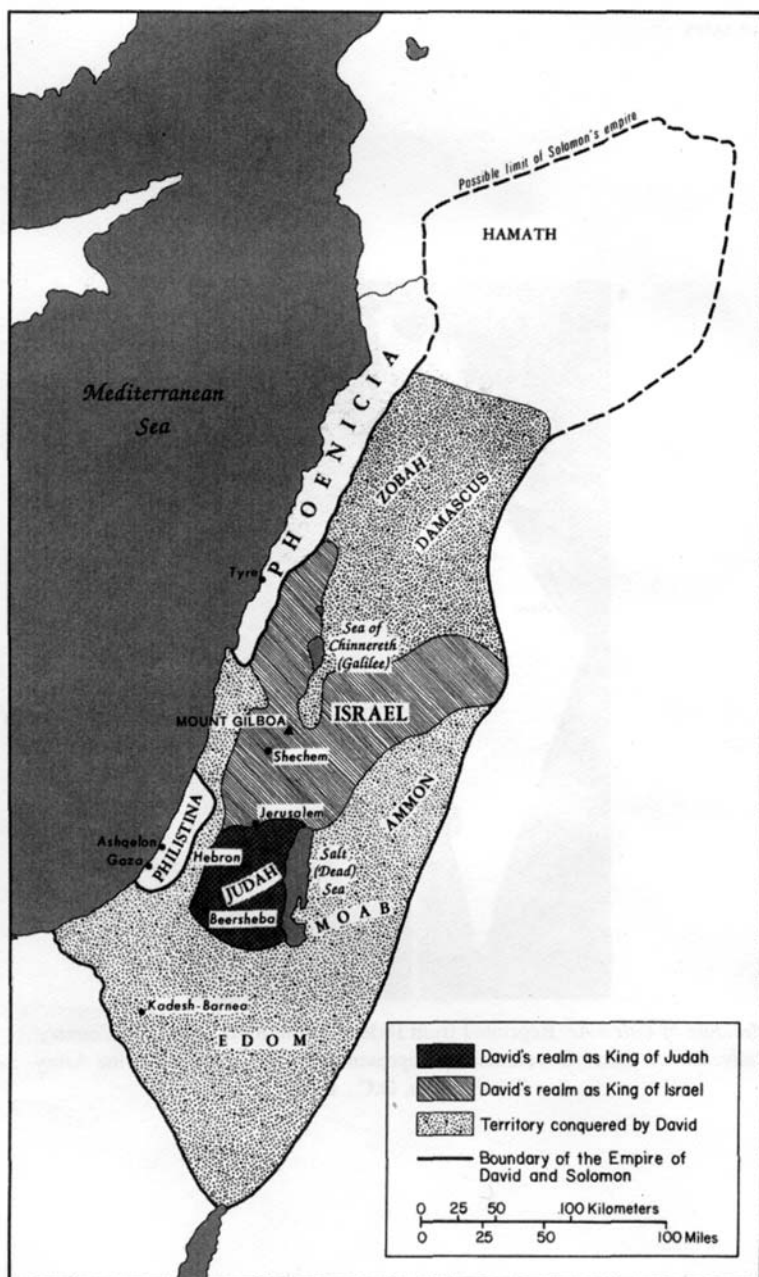 Possible limit of Solomon's empire
HAMATH
Mediterranean
Sea
PHOENICIA
ZOBAH
DAMASCUS
Tyre
Sea of
Chinnereth
(Galilee)
ISRAEL
MOUNT GILBOA
Shechem
AMMON
Jerusalem
Ashqelon
Gaza
PHILISTINA
Hebron
JUDAH
Salt
(Dead)
Sea
Beersheba
MOAB
Kadesh-Barnea
EDOM
David's realm as King of Judah
David's realm as King of Israel
Territory conquered by David
Boundary of the Empire of
David and Solomon
0 25 50 100 Kilometers
0 25 50 100 Miles